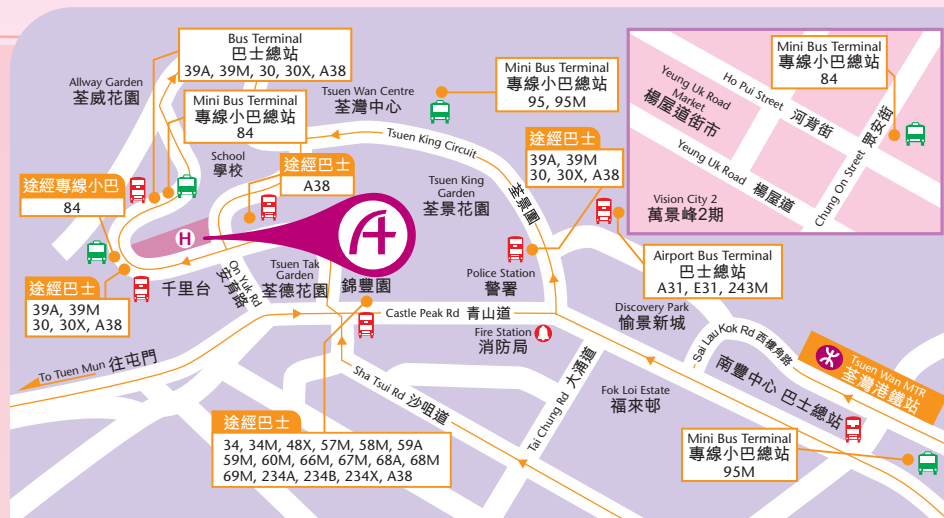 Bus Terminal
巴士總站
39A, 39M, 30, 30X, A38
Allway Garden
荃威花園
Mini Bus Terminal
專線小巴總站
84
Tsuen Wan Centre
荃灣中心
Mini Bus Terminal
專線小巴總站
95, 95M
Mini Bus Terminal
專線小巴總站
84
Yeung Uk Road
Market
楊屋道街市
Ho Pui Street
河背街
Yeung Uk Road
楊屋道
Chung On Street 眾安街
Vision City 2
萬景峰2期
School
學校
途經巴士
A38
Tsuen King Circuit
荃景圍
途經巴士
39A, 39M
30, 30X, A38
Tsuen King
Garden
荃景花園
途經專線小巴
84
H
途經巴士
39A, 39M
30, 30X, A38
千里台
On Yuk Rd
安育路
Tsuen Tak
Garden
荃德花園
錦豐園
Police Station
警署
Airport Bus Terminal
巴士總站
A31, E31, 243M
Discovery Park
愉景新城
Castle Peak Rd 青山道
Fire Station
消防局
Sai Lau Kok Rd 西樓角路
Tsuen Wan MTR
荃灣港鐵站
To Tuen Mun 往屯門
Sha Tsui Rd 沙咀道
Tai Chung Rd 大涌道
Fok Loi Estate
福來邨
南豐中心 巴士總站
途經巴士
34, 34M, 48X, 57M, 58M, 59A
59M, 60M, 66M, 67M, 68A, 68M
69M, 234A, 234B, 234X, A38
Mini Bus Terminal
專線小巴總站
95M